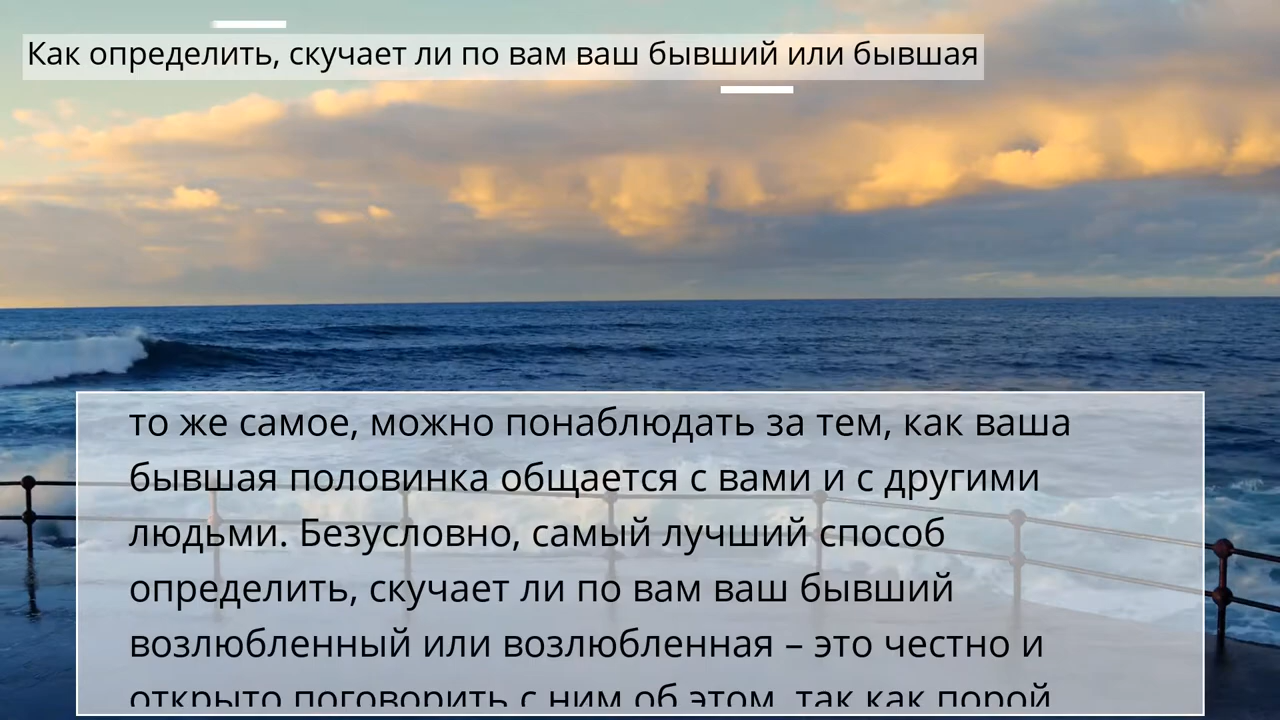 Как определить, скучает ли по вам ваш бывший или бывшая
то же самое, можно понаблюдать за тем, как ваша
бывшая половинка общается с вами и с другими
людьми. Безусловно, самый лучший способ
определить, скучает ли по вам ваш бывший
возлюбленный или возлюбленная – это честно и
открыто поговорить с ним об этом, так как порой